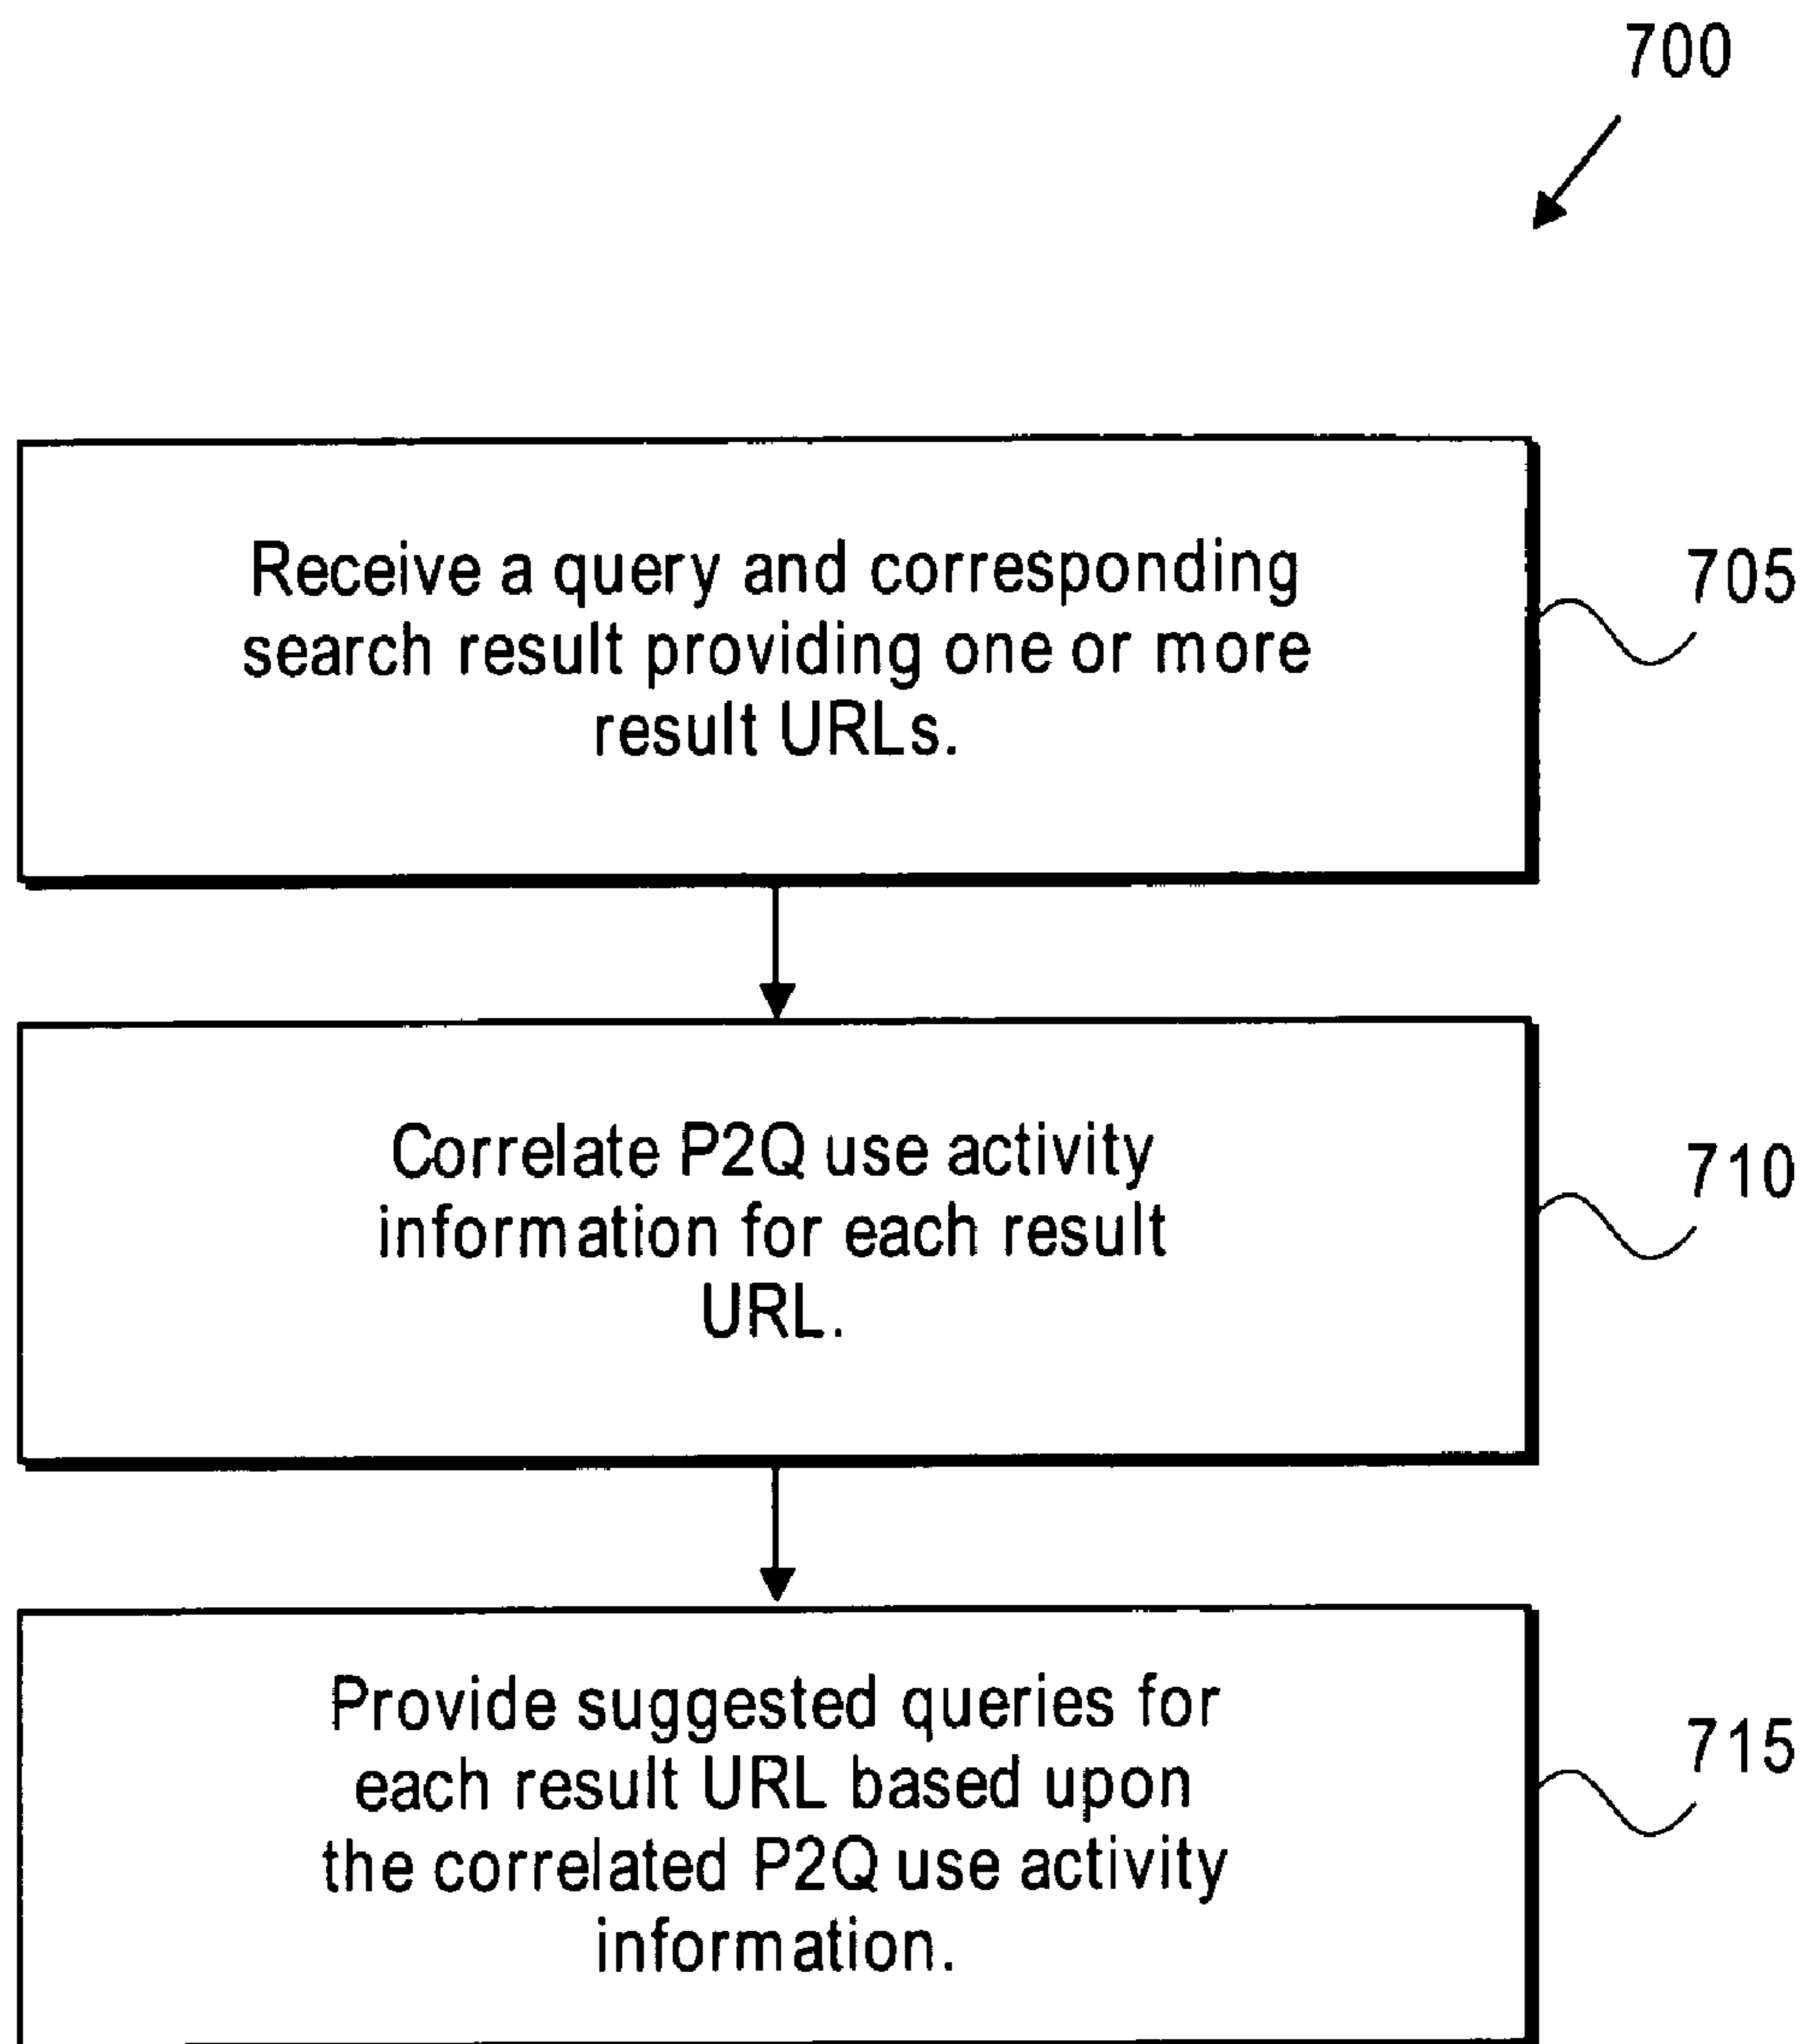 700
Receive a query and corresponding
search result providing one or more
result URLs.
705
Correlate P2Q use activity
information for each result
URL.
710
Provide suggested queries for
each result URL based upon
the correlated P2Q use activity
information.
715